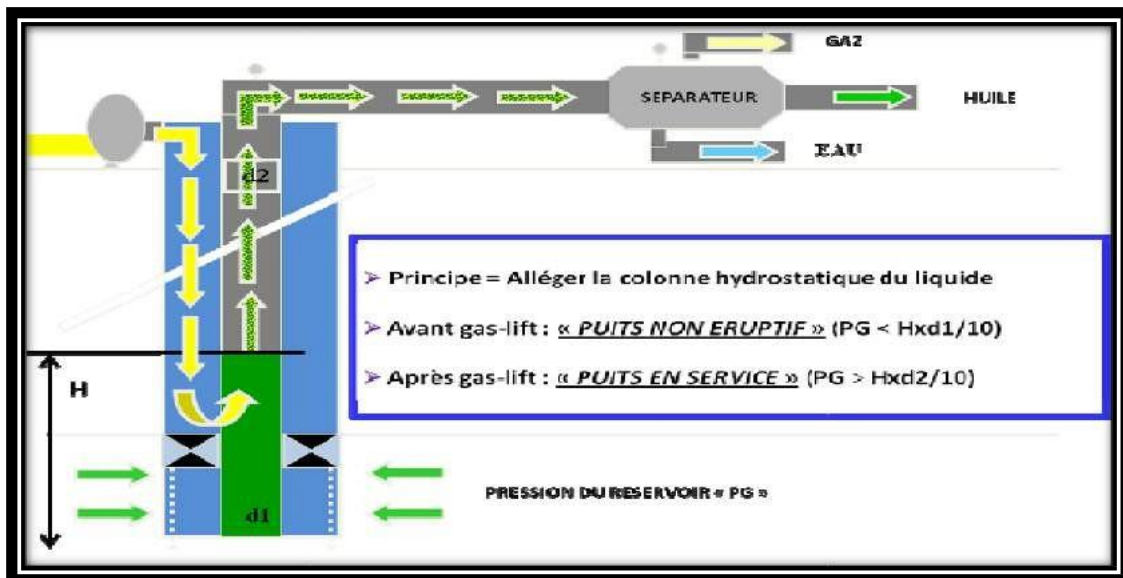 GAZ
SEPARATEUR
HUILE
EAU
d2
➢ Principe = Alléger la colonne hydrostatique du liquide
➢ Avant gas-lift : « PUITS NON ERUPTIF » (PG < Hxd1/10)
➢ Après gas-lift : « PUITS EN SERVICE » (PG > Hxd2/10)
H
PRESSION DU RESERVOIR « PG »
d1